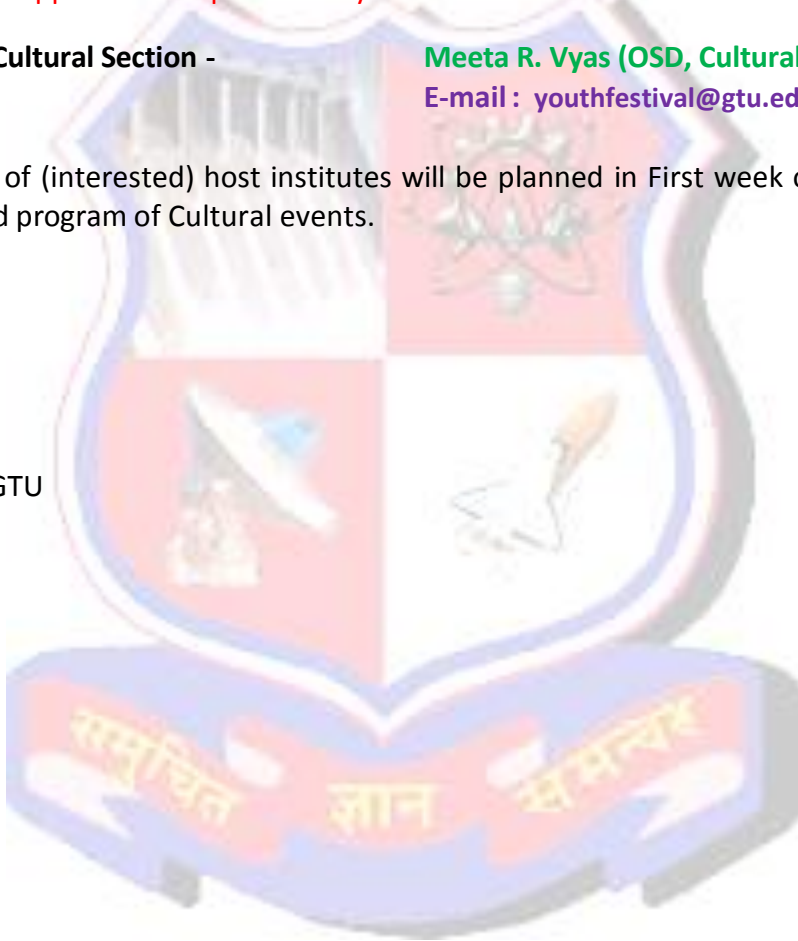 Cultural Section -
Meeta R. Vyas (OSD, Cultural
E-mail : youthfestival@gtu.ed
of (interested) host institutes will be planned in First week
program of Cultural events.
GTU
समुचित ज्ञान समन्वय